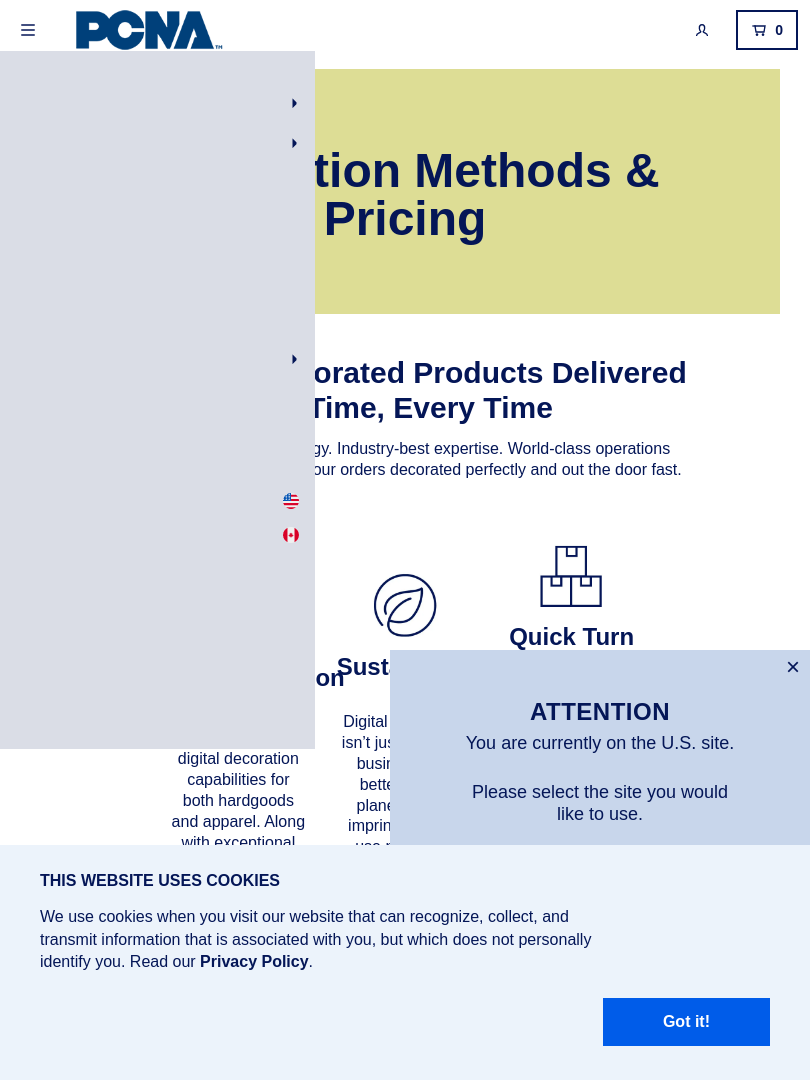 PCNA™
0
tion Methods &
Pricing
orated Products Delivered
Time, Every Time
gy. Industry-best expertise. World-class operations
our orders decorated perfectly and out the door fast.
Quick Turn
on
digital decoration
capabilities for
both hardgoods
and apparel. Along
with exceptional
Digital
isn't jus
busin
bette
plane
imprin
ATTENTION
You are currently on the U.S. site.
Please select the site you would
like to use.
THIS WEBSITE USES COOKIES
We use cookies when you visit our website that can recognize, collect, and
transmit information that is associated with you, but which does not personally
identify you. Read our Privacy Policy.
Got it!